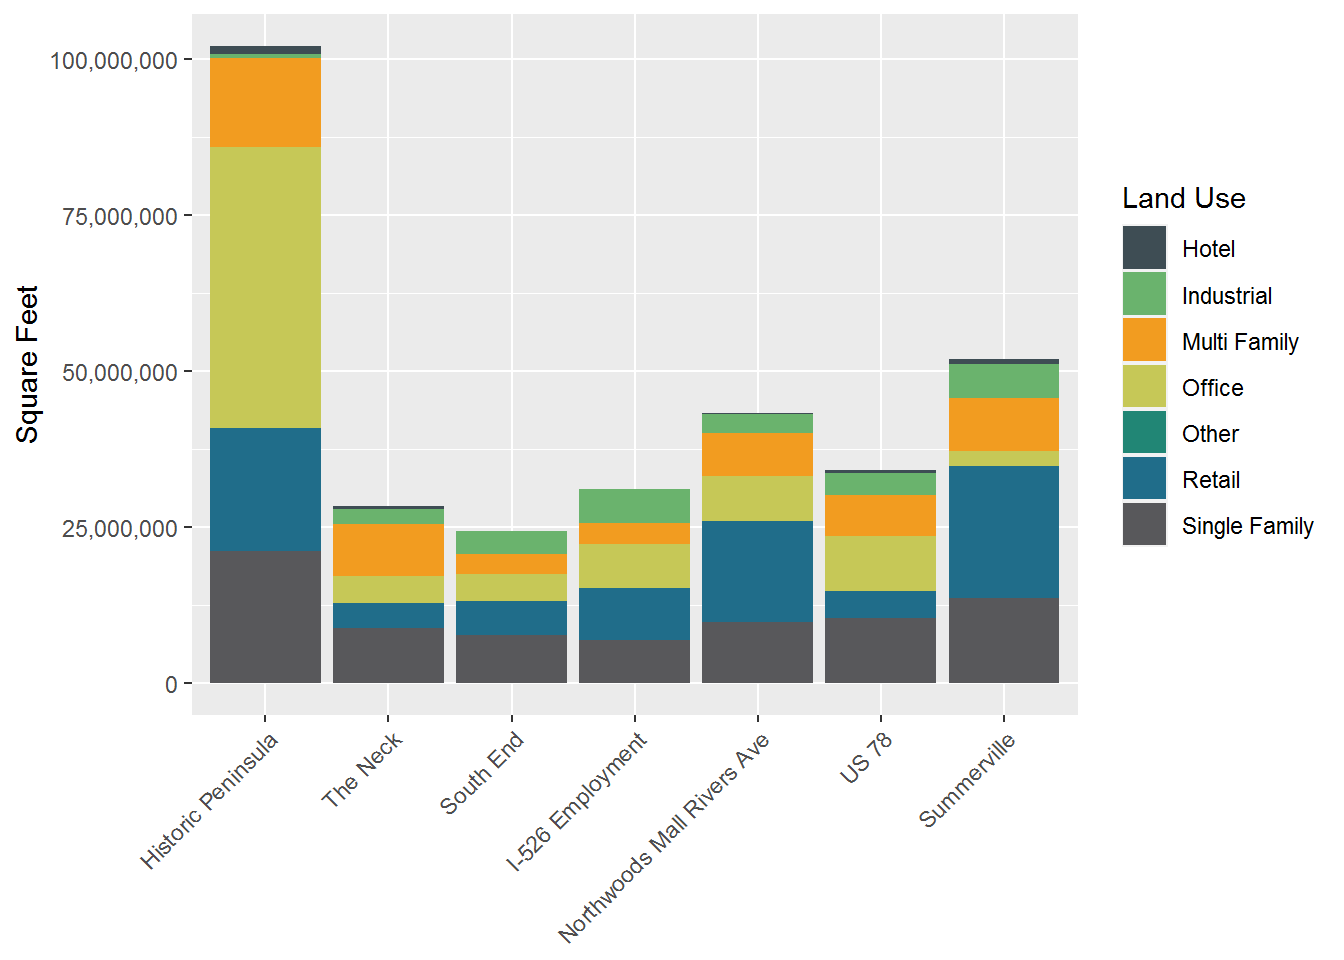 100,000,000
75,000,000
50,000,000
25,000,000
0
Square Feet
Historic Peninsula
The Neck
South End
I-526 Employment
Northwoods Mall Rivers Ave
US 78
Summerville
Land Use
Hotel
Industrial
Multi Family
Office
Other
Retail
Single Family